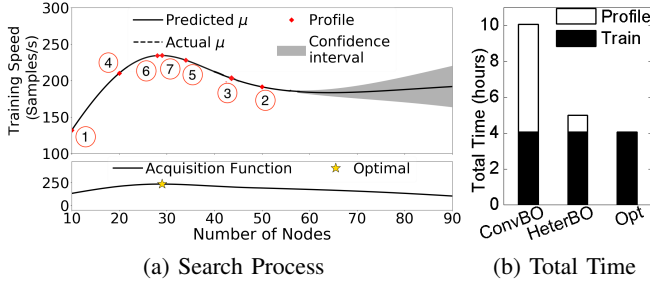 Training Speed
(Samples/s)
300
250
200
150
100
Predicted μ
Actual μ
Profile
Confidence
interval
1
4
6
7
5
3
2
250
0
Acquisition Function
Optimal
10 20 30 40 50 60 70 80 90
Number of Nodes
(a) Search Process
Total Time (hours)
10
8
6
4
2
0
Profile
Train
ConvBO
HeterBO
Opt
(b) Total Time